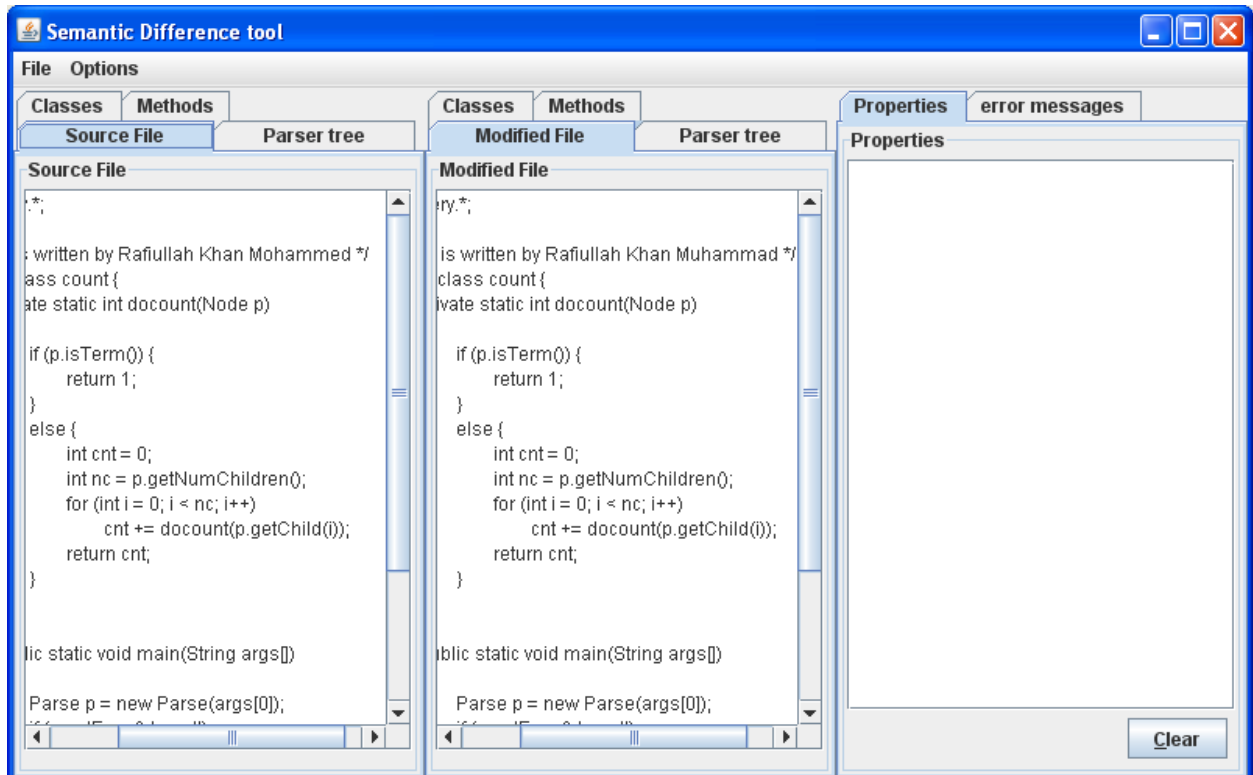 Semantic Difference tool
File Options
Classes Methods
Source File Parser tree
Source File
.*;
s written by Rafiullah Khan Mohammed */
ass count {
ate static int docount(Node p)
if (p.isTerm()) {
return 1;
}
else {
int cnt = 0;
int nc = p.getNumChildren();
for (int i = 0; i < nc; i++)
cnt += docount(p.getChild(i));
return cnt;
}
lic static void main(String args[])
Parse p = new Parse(args[0]);
Classes Methods
Modified File Parser tree
Modified File
ry.*;
is written by Rafiullah Khan Muhammad */
class count {
ivate static int docount(Node p)
if (p.isTerm()) {
return 1;
}
else {
int cnt = 0;
int nc = p.getNumChildren();
for (int i = 0; i < nc; i++)
cnt += docount(p.getChild(i));
return cnt;
}
ublic static void main(String args[])
Parse p = new Parse(args[0]);
Properties error messages
Properties
Clear